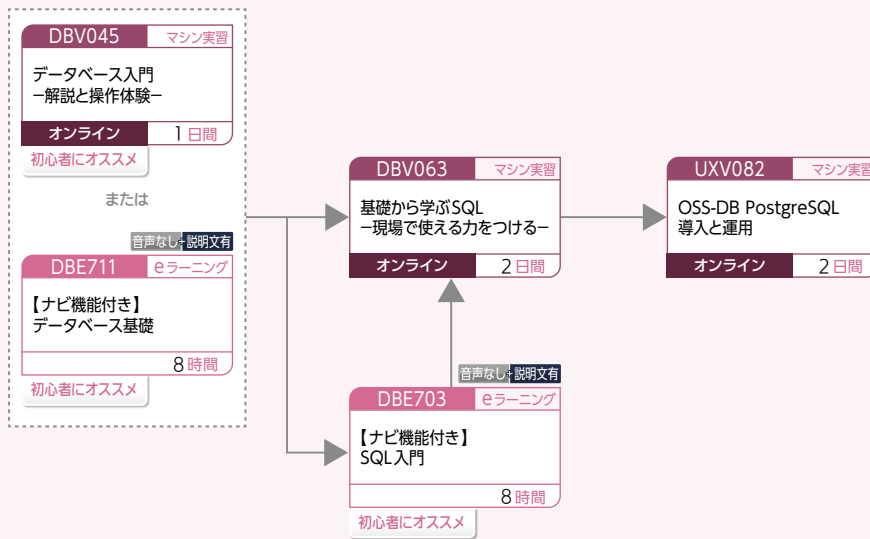 DBV045 マシン実習
データベース入門
−解説と操作体験−
オンライン 1日間
初心者にオススメ
または
音声なし+説明文有
DBE711 eラーニング
【ナビ機能付き】
データベース基礎
8時間
初心者にオススメ
DBV063 マシン実習
基礎から学ぶSQL
−現場で使える力をつける−
オンライン 2日間
音声なし+説明文有
DBE703 eラーニング
【ナビ機能付き】
SQL入門
8時間
初心者にオススメ
UXV082 マシン実習
OSS-DB PostgreSQL
導入と運用
オンライン 2日間